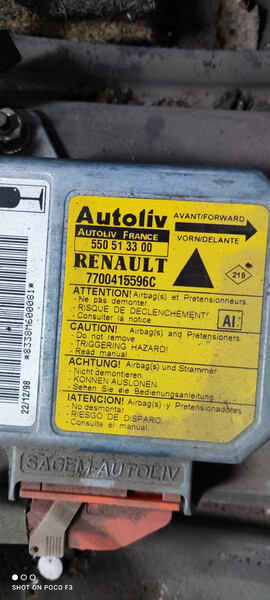 Autoliv
AVANT/FORWARD
AUTOLIV FRANCE
VORN/DELANTE
550 51 33 00
RENAULT
7700415596C
219
ATTENTION! Airbag(s) et Pretensionneurs
- Ne pas demonter.
- RISQUE DE DECLENCHEMENT!
- Consulter la notice
AI
CAUTION! Airbag(s) and Pretensioners
- Do not remove
- TRIGGERING HAZARD!
- Read manual
ACHTUNG! Airbag(s) und Strammer
- Nicht demontieren
- KONNEN AUSLONEN.
- Sehen Sie die Bedienungsanleitung
!ATENCION! Airbag(s) y Pretensionadores
- No desmontar
- RIESGO DE DISPARO.
- Consulte el manual.
*8338M600081*
22/12/98
SAGEM-AUTOLIV
SHOT ON POCO F3